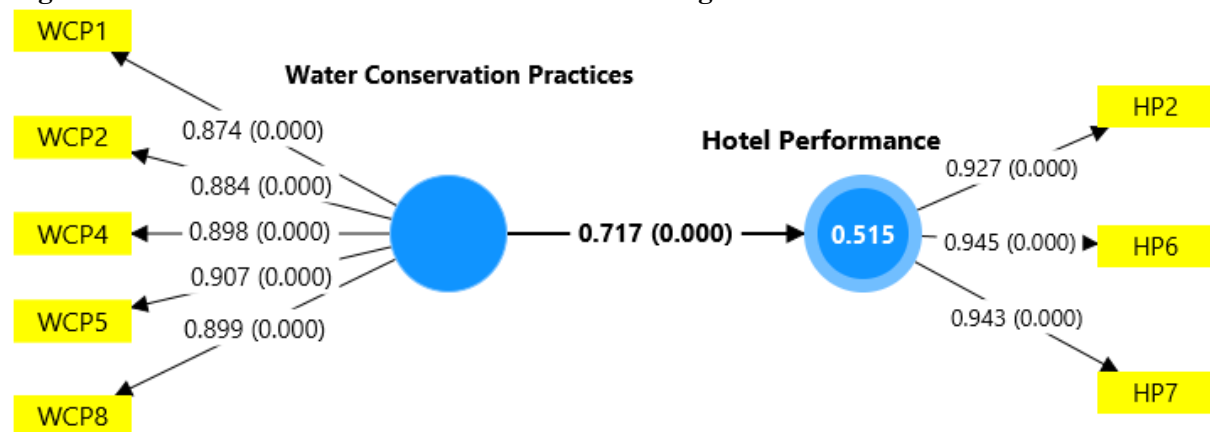 WCP1
Water Conservation Practices
0.874 (0.000)
WCP2
0.884 (0.000)
WCP4
0.898 (0.000)
0.907 (0.000)
WCP5
0.899 (0.000)
WCP8
0.717 (0.000)
Hotel Performance
0.515
HP2
0.927 (0.000)
0.945 (0.000)
HP6
0.943 (0.000)
HP7